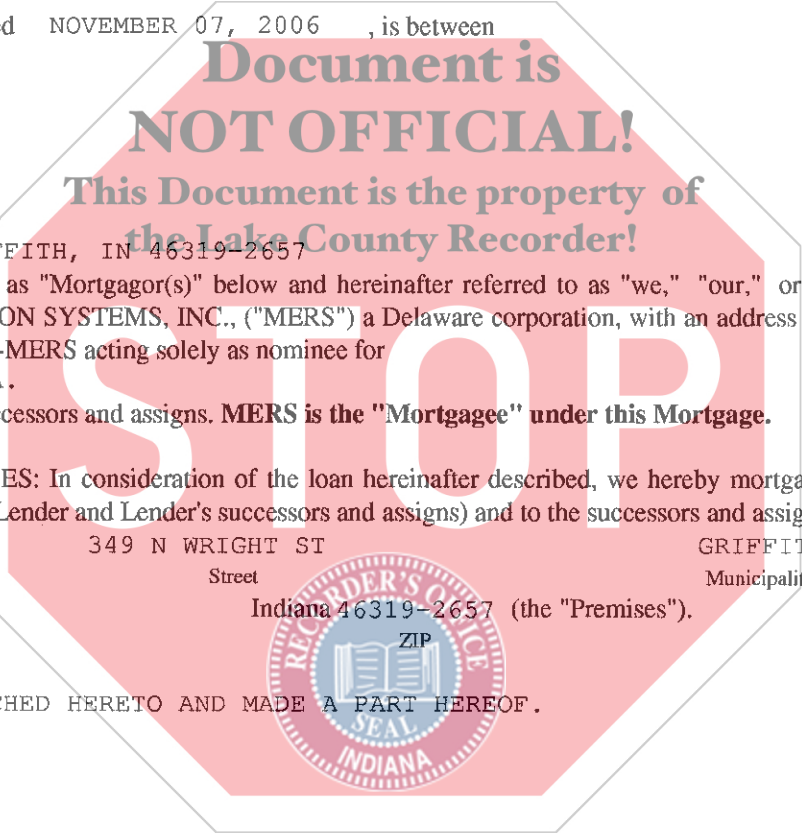 ed NOVEMBER 07, 2006 , is between
Document is
NOT OFFICIAL!
This Document is the property of
the Lake County Recorder!
FFITH, IN 46319-2657
as "Mortgagor(s)" below and hereinafter referred to as "we," "our," or
ON SYSTEMS, INC., ("MERS") a Delaware corporation, with an address
-MERS acting solely as nominee for
A.
cessors and assigns. MERS is the "Mortgagee" under this Mortgage.
STOP
ES: In consideration of the loan hereinafter described, we hereby mortga
Lender and Lender's successors and assigns) and to the successors and assig
349 N WRIGHT ST GRIFFIT
Street Municipalit
Indiana 46319-2657 (the "Premises").
ZIP
CHED HERETO AND MADE A PART HEREOF.
RECORDER'S OFFICE
SEAL
INDIANA